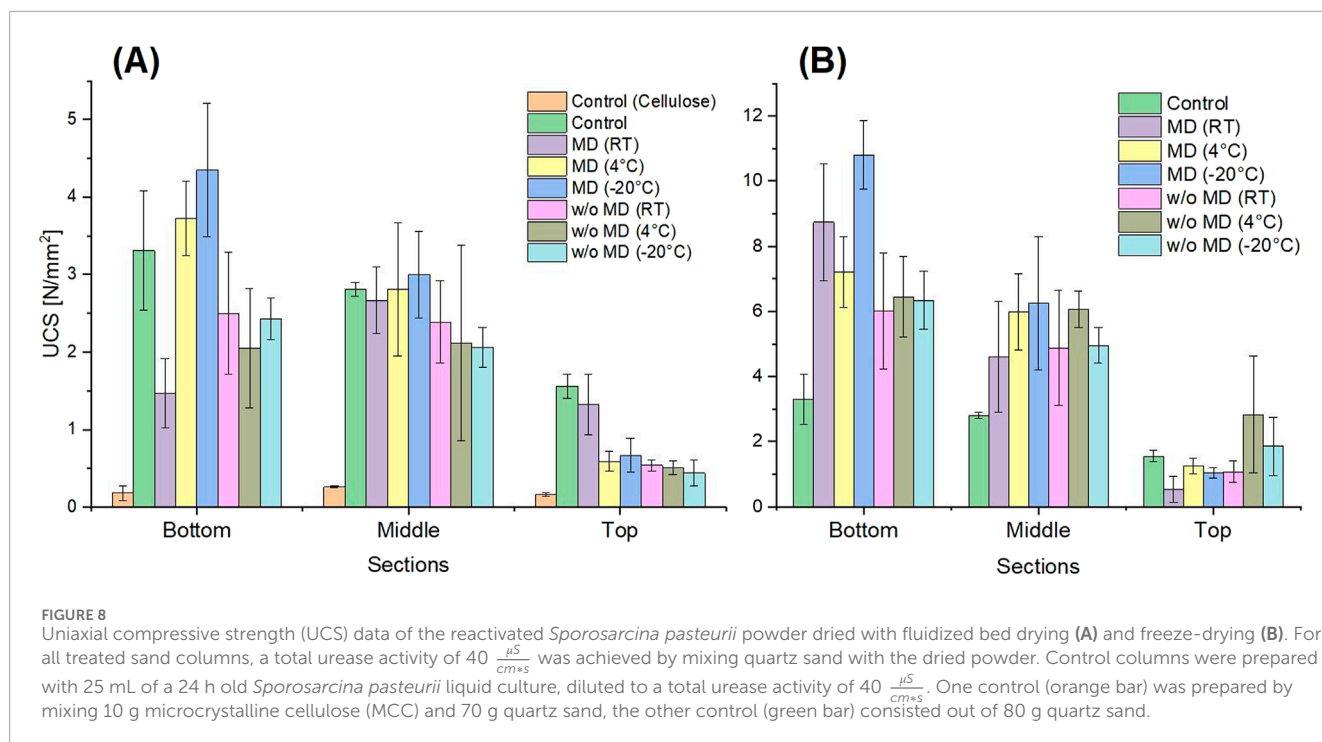 (A)
5
4
3
2
1
0
UCS [N/mm²]
Control (Cellulose)
Control
MD (RT)
MD (4°C)
MD (-20°C)
w/o MD (RT)
w/o MD (4°C)
w/o MD (-20°C)
Bottom Middle Top
Sections
(B)
12
10
8
6
4
2
0
Control
MD (RT)
MD (4°C)
MD (-20°C)
w/o MD (RT)
w/o MD (4°C)
w/o MD (-20°C)
Bottom Middle Top
Sections
FIGURE 8
Uniaxial compressive strength (UCS) data of the reactivated Sporosarcina pasteurii powder dried with fluidized bed drying (A) and freeze-drying (B). For
all treated sand columns, a total urease activity of 40 μS/cm∗s was achieved by mixing quartz sand with the dried powder. Control columns were prepared
with 25 mL of a 24 h old Sporosarcina pasteurii liquid culture, diluted to a total urease activity of 40 μS/cm∗s. One control (orange bar) was prepared by
mixing 10 g microcrystalline cellulose (MCC) and 70 g quartz sand, the other control (green bar) consisted out of 80 g quartz sand.